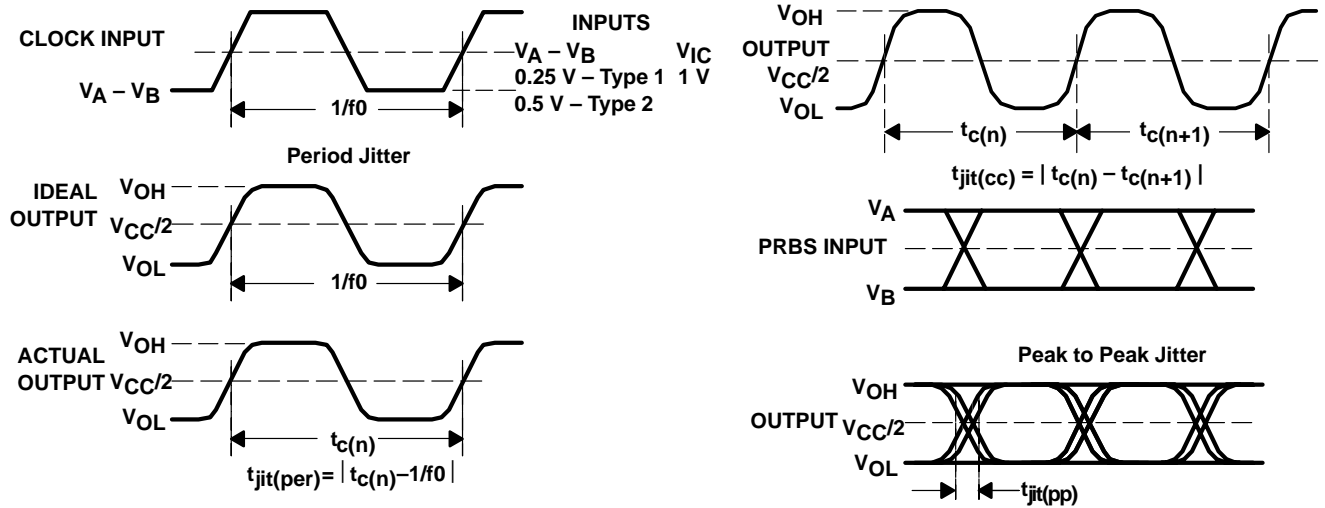 CLOCK INPUT
VA – VB
1/f0
INPUTS
VA – VB VIC
0.25 V – Type 1 1 V
0.5 V – Type 2
Period Jitter
IDEAL
OUTPUT
VOH
VCC/2
VOL
1/f0
ACTUAL
OUTPUT
VOH
VCC/2
VOL
tc(n)
tjit(per)= | tc(n)–1/f0 |
VOH
OUTPUT
VCC/2
VOL
tc(n)
tc(n+1)
tjit(cc) = | tc(n) – tc(n+1) |
VA
PRBS INPUT
VB
Peak to Peak Jitter
VOH
OUTPUT VCC/2
VOL
tjit(pp)